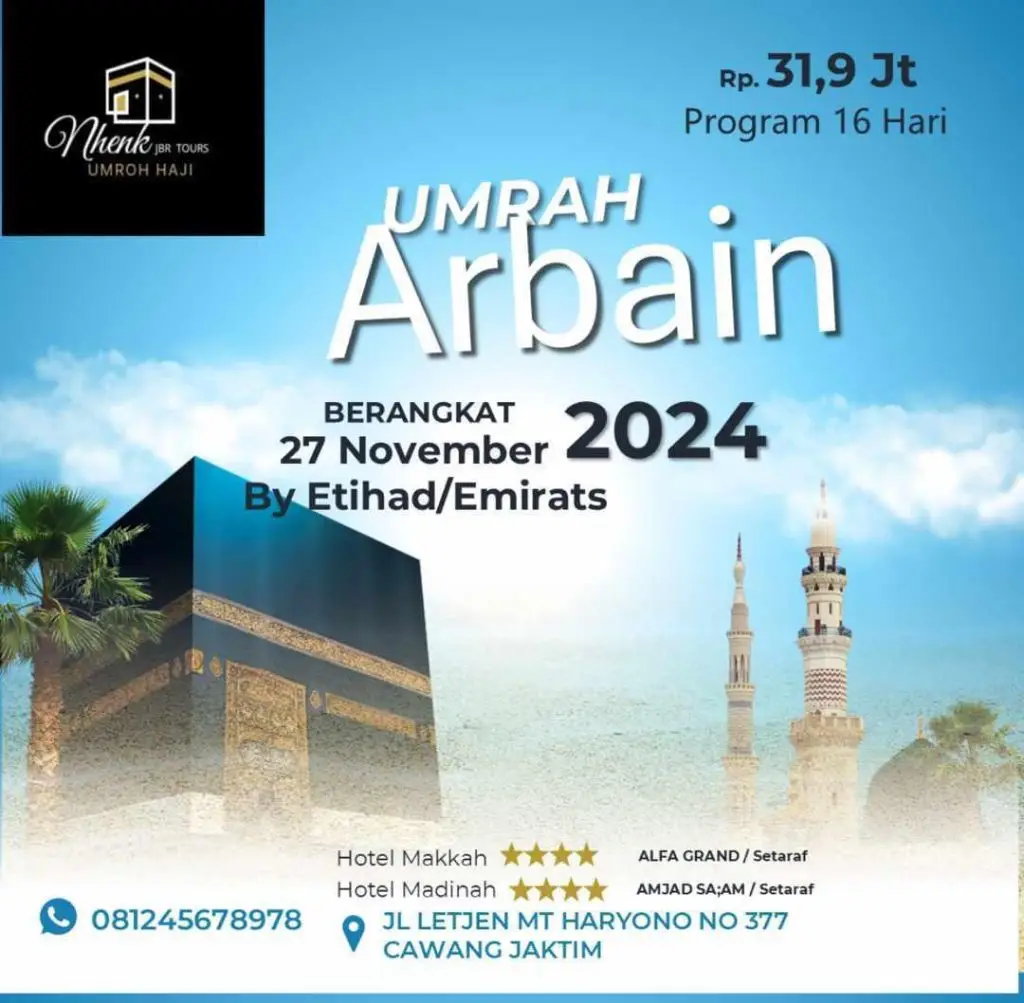 Nhenk JBR TOURS
UMROH HAJI
Rp. 31,9 Jt
Program 16 Hari
UMRAH
Arbain
BERANGKAT
27 November 2024
By Etihad/Emirats
Hotel Makkah ALFA GRAND / Setaraf
Hotel Madinah AMJAD SA;AM / Setaraf
081245678978
JL LETJEN MT HARYONO NO 377
CAWANG JAKTIM